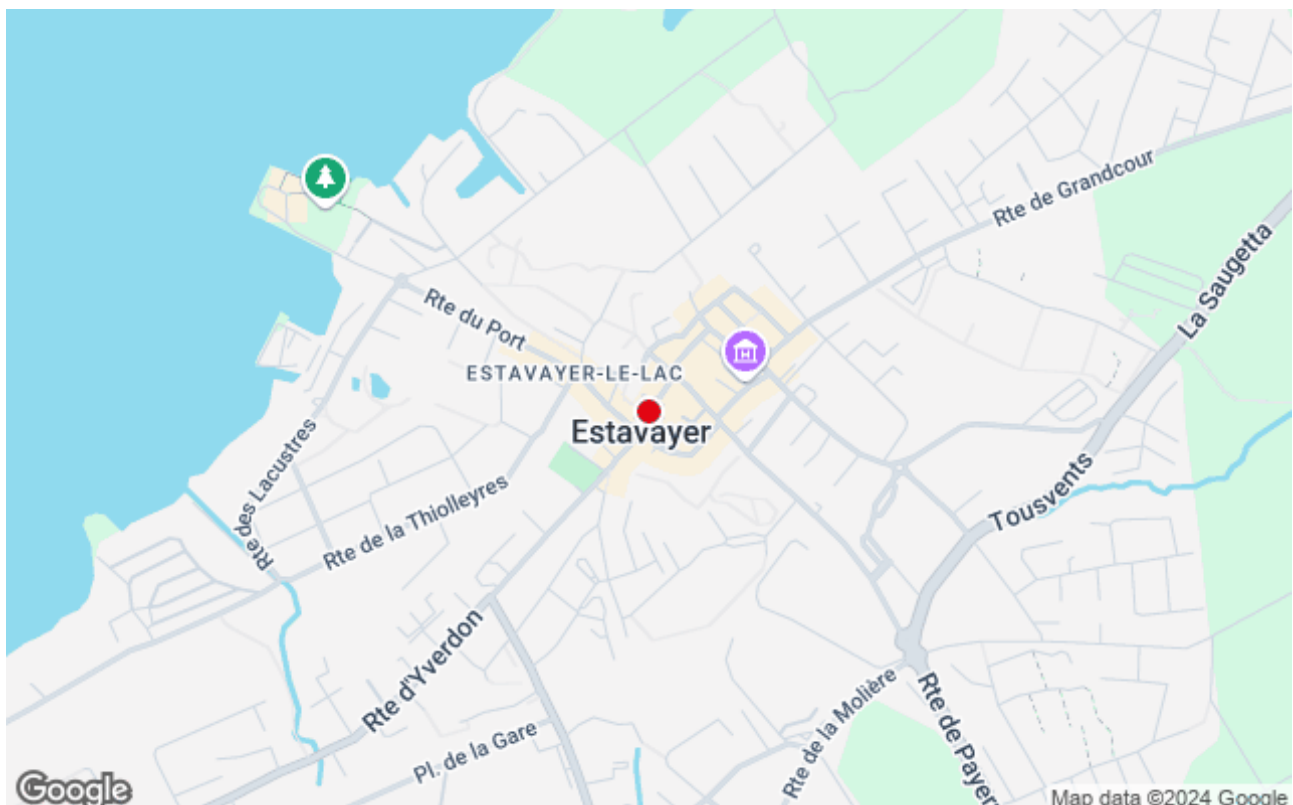 Rte de Grandcour
La Saugetta
Rte du Port
ESTAVAYER-LE-LAC
Estavayer
Rte des Lacustres
Rte de la Thiolleyres
Tousvents
Rte d'Yverdon
Rte de la Molière
Rte de Payern
Pl. de la Gare
Google
Map data ©2024 Google
H